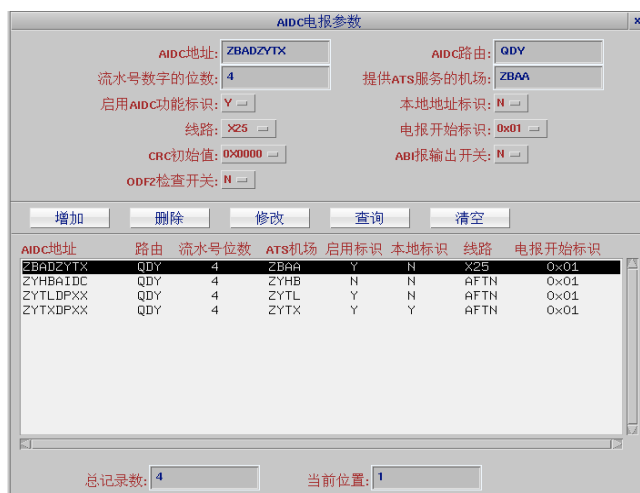 AIDC电报参数 ×
AIDC地址: ZBADZYTX AIDC路由: QDY
流水号数字的位数: 4 提供ATS服务的机场: ZBAA
启用AIDC功能标识: Y 本地地址标识: N
线路: X25 电报开始标识: 0x01
CRC初始值: 0X0000 ABI报输出开关: N
ODF2检查开关: N
增加 删除 修改 查询 清空
AIDC地址 路由 流水号位数 ATS机场 启用标识 本地标识 线路 电报开始标识
ZBADZYTX QDY 4 ZBAA Y N X25 0x01
ZYHBAIDC QDY 4 ZYHB N N AFTN 0x01
ZYTLDPXX QDY 4 ZYTL Y N AFTN 0x01
ZYTXDPXX QDY 4 ZYTX Y Y AFTN 0x01
总记录数: 4 当前位置: 1